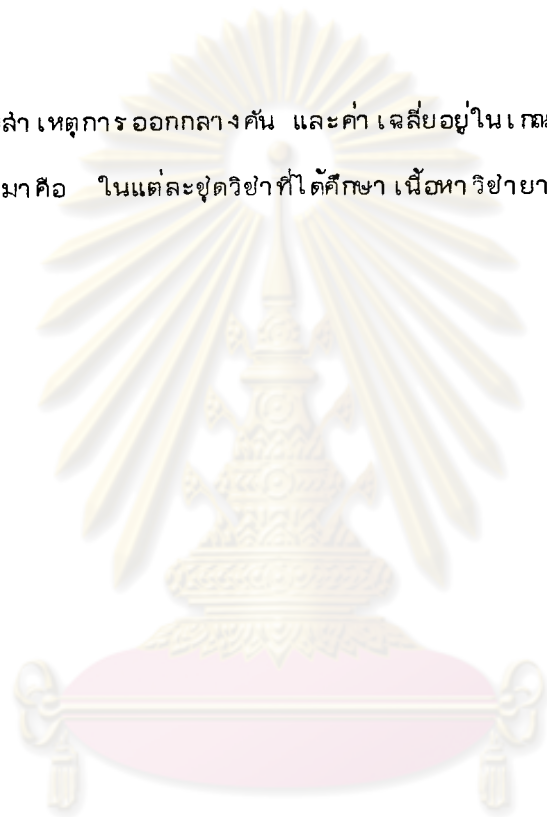 สาเหตุการออกกลางคัน และค่าเฉลี่ยอยู่ในเกณ
มาคือ ในแต่ละชุดวิชาที่ได้ศึกษา เนื้อหาวิชายา